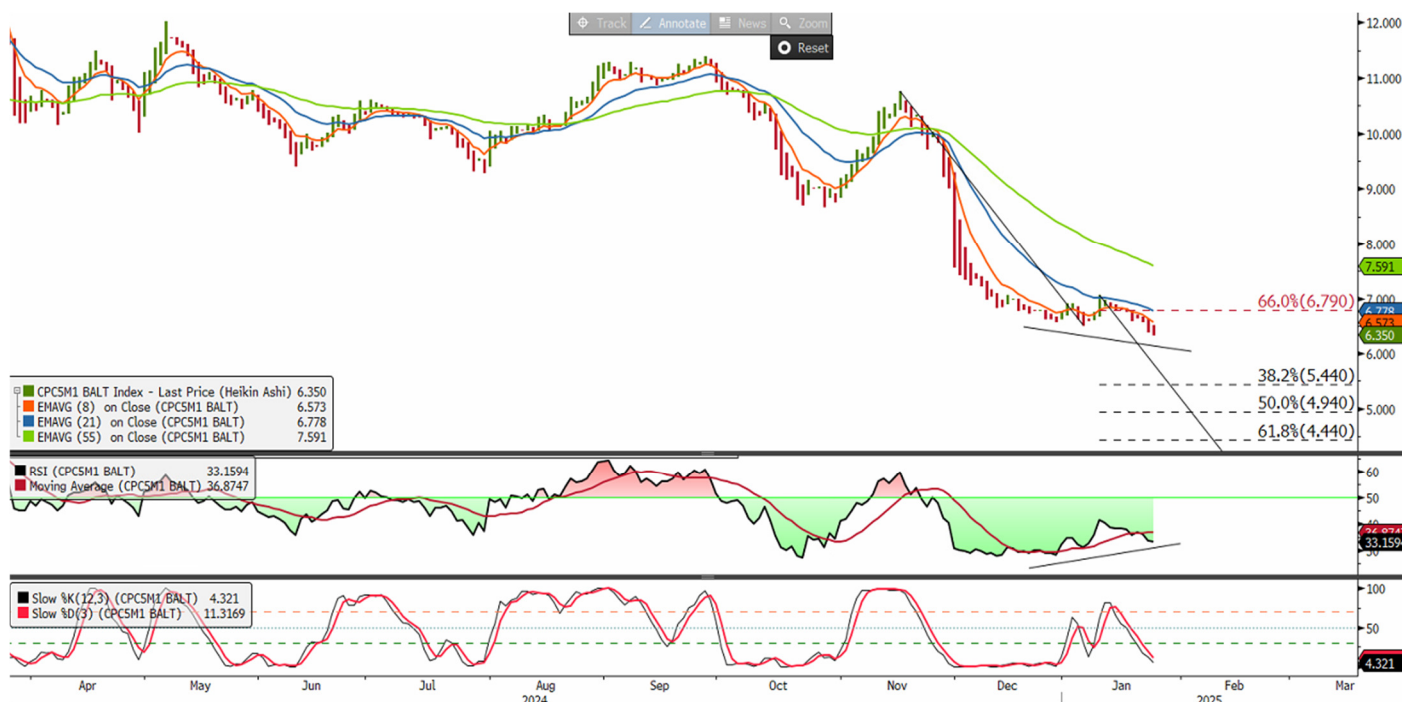 Track Annotate News Zoom
Reset
12.000
11.000
10.000
9.000
8.000
7.591
7.000
66.0%(6.790)
6.778
6.573
6.350
6.000
38.2%(5.440)
5.000
50.0%(4.940)
61.8%(4.440)
CPC5M1 BALT Index - Last Price (Heikin Ashi) 6.350
EMAVG (8) on Close (CPC5M1 BALT) 6.573
EMAVG (21) on Close (CPC5M1 BALT) 6.778
EMAVG (55) on Close (CPC5M1 BALT) 7.591
RSI (CPC5M1 BALT) 33.1594
Moving Average (CPC5M1 BALT) 36.8747
60
50
40
36.8747
33.1594
30
Slow %K(12,3) (CPC5M1 BALT) 4.321
Slow %D(3) (CPC5M1 BALT) 11.3169
100
50
4.321
Apr May Jun Jul Aug Sep Oct Nov Dec Jan Feb Mar
2024 2025